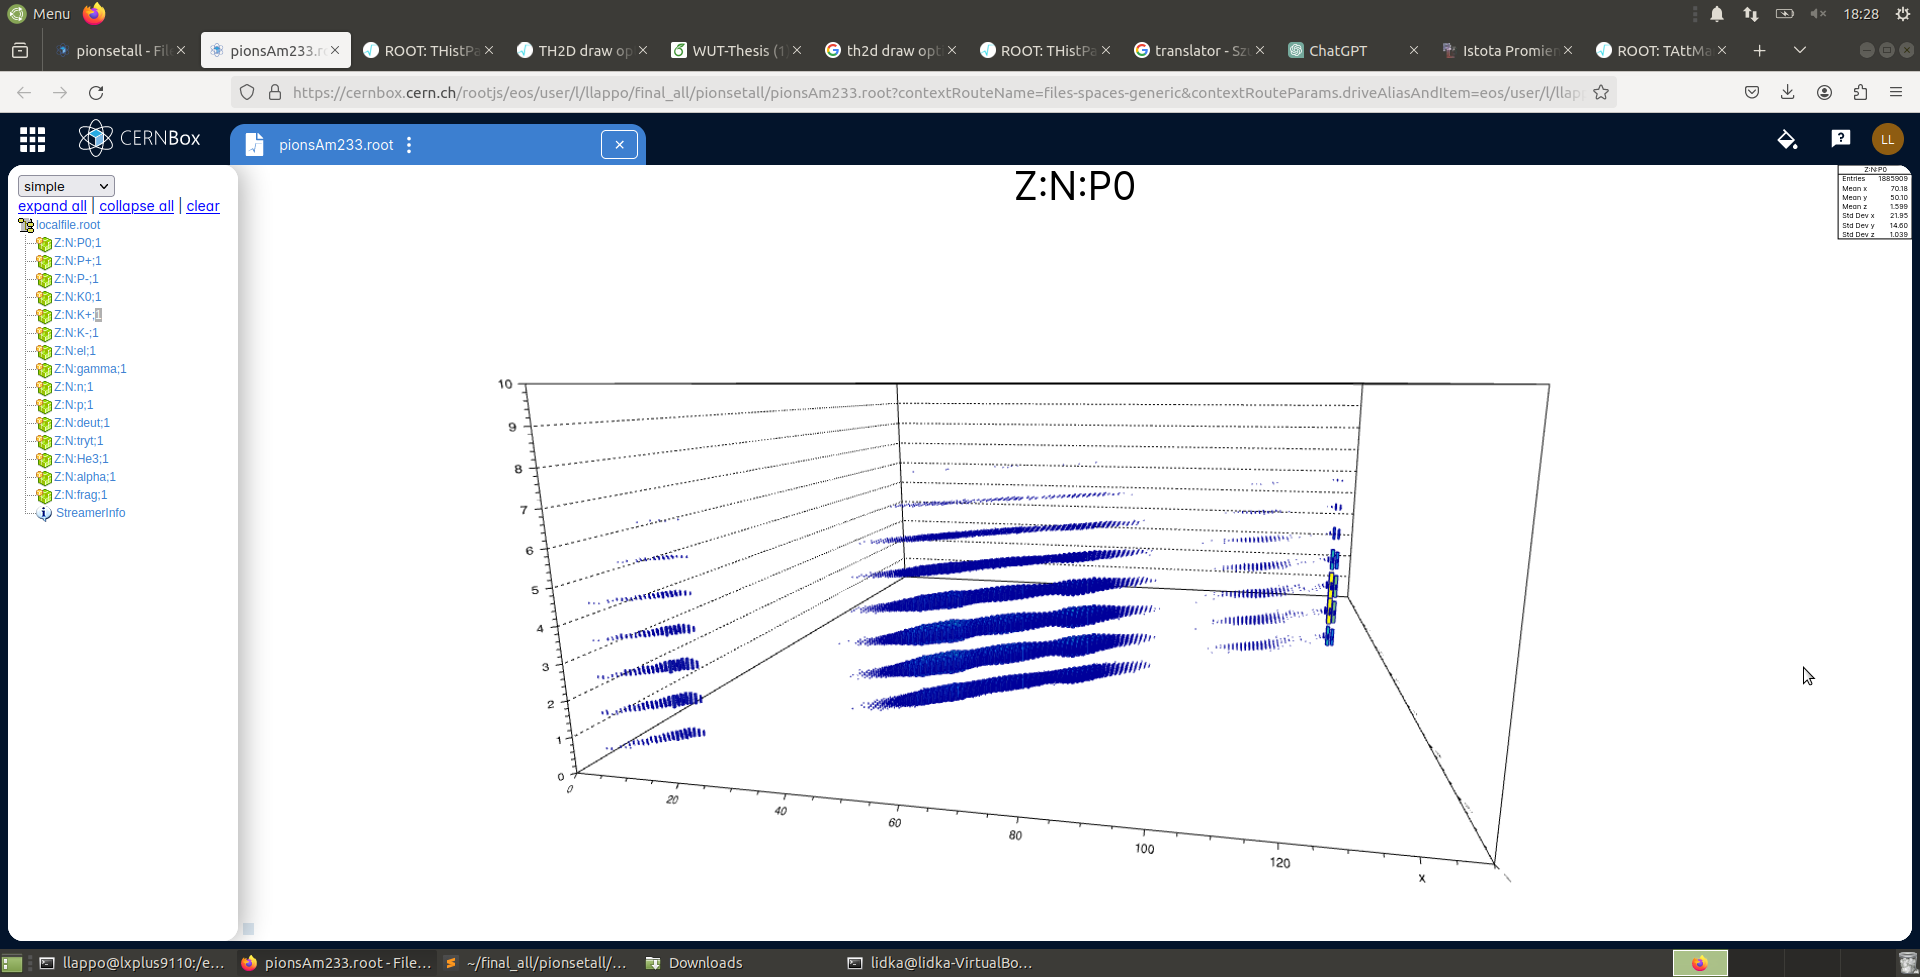 Menu
18:28
pionsetall - File
pionsAm233.r
ROOT: THistPa
TH2D draw op
WUT-Thesis (1)
th2d draw opt
ROOT: THistPa
translator - Szu
ChatGPT
Istota Promien
ROOT: TAttMa
https://cernbox.cern.ch/rootjs/eos/user/l/llappo/final_all/pionsetall/pionsAm233.root?contextRouteName=files-spaces-generic&contextRouteParams.driveAliasAndItem=eos/user/l/llapp
CERNBox
pionsAm233.root
LL
simple
expand all | collapse all | clear
localfile.root
Z:N:P0;1
Z:N:P+;1
Z:N:P-;1
Z:N:K0;1
Z:N:K+;1
Z:N:K-;1
Z:N:el;1
Z:N:gamma;1
Z:N:n;1
Z:N:p;1
Z:N:deut;1
Z:N:tryt;1
Z:N:He3;1
Z:N:alpha;1
Z:N:frag;1
StreamerInfo
Z:N:P0
Z:N:P0
Entries 1885909
Mean x 70.18
Mean y 50.10
Mean z 1.599
Std Dev x 21.95
Std Dev y 14.60
Std Dev z 1.039
10
9
8
7
6
5
4
3
2
1
0
0
20
40
60
80
100
120
x
llappo@lxplus9110:/e...
pionsAm233.root - File...
~/final_all/pionsetall/...
Downloads
lidka@lidka-VirtualBo...